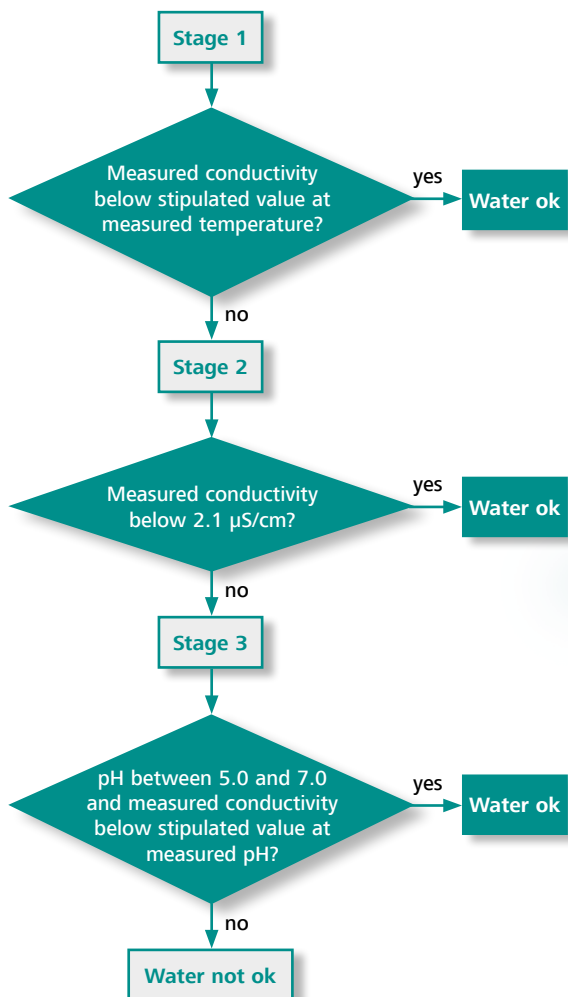 Stage 1
Measured conductivity
below stipulated value at
measured temperature?
yes
Water ok
no
Stage 2
Measured conductivity
below 2.1 µS/cm?
yes
Water ok
no
Stage 3
pH between 5.0 and 7.0
and measured conductivity
below stipulated value at
measured pH?
yes
Water ok
no
Water not ok